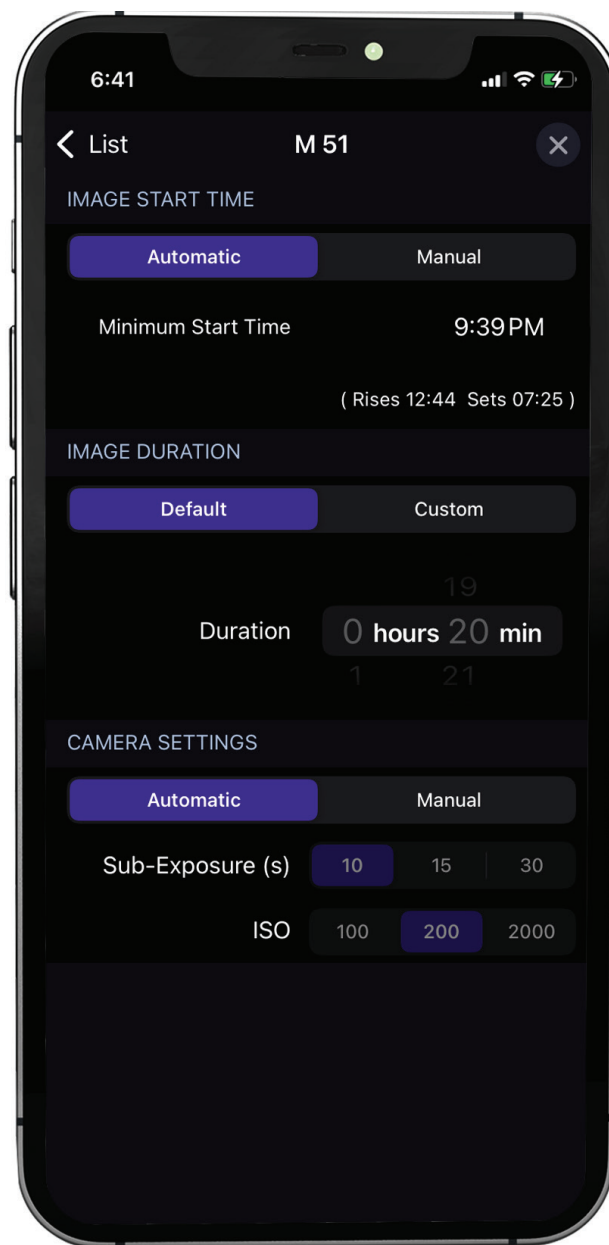 6:41
List M 51
IMAGE START TIME
Automatic Manual
Minimum Start Time 9:39PM
( Rises 12:44 Sets 07:25 )
IMAGE DURATION
Default Custom
19
Duration 0 hours 20 min
1 21
CAMERA SETTINGS
Automatic Manual
Sub-Exposure (s) 10 15 30
ISO 100 200 2000